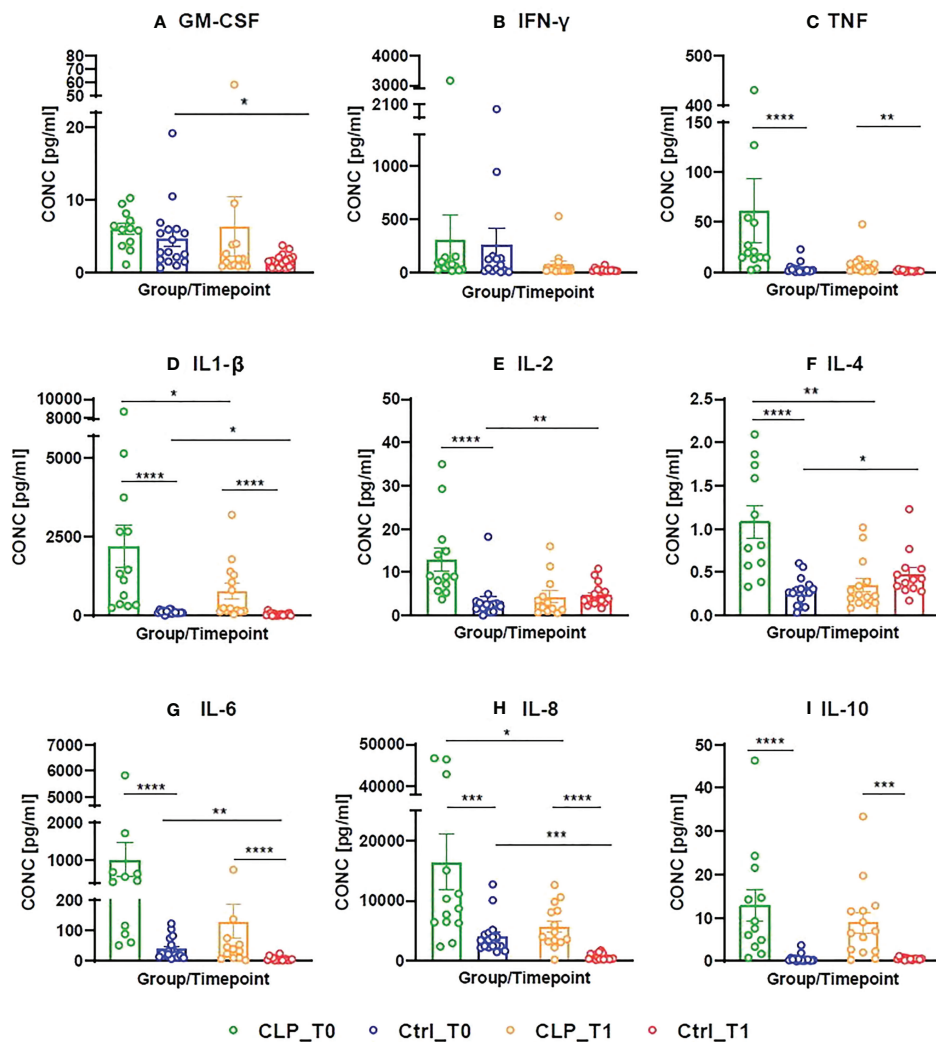 A GM-CSF
B IFN-γ
C TNF
CONC [pg/ml]
80
70
60
50
20
10
0
*
Group/Timepoint
CONC [pg/ml]
4000
3000
2100
1000
500
0
Group/Timepoint
CONC [pg/ml]
500
400
150
100
50
0
****
**
Group/Timepoint
D IL1-β
E IL-2
F IL-4
CONC [pg/ml]
10000
8000
5000
2500
0
*
*
****
****
Group/Timepoint
CONC [pg/ml]
50
40
30
20
10
0
****
**
Group/Timepoint
CONC [pg/ml]
2.5
2.0
1.5
1.0
0.5
0.0
**
****
*
Group/Timepoint
G IL-6
H IL-8
I IL-10
CONC [pg/ml]
7000
6000
5000
2000
1000
200
100
0
****
**
****
Group/Timepoint
CONC [pg/ml]
50000
40000
20000
10000
0
*
***
****
***
Group/Timepoint
CONC [pg/ml]
50
40
30
20
10
0
****
***
Group/Timepoint
CLP_T0 Ctrl_T0 CLP_T1 Ctrl_T1